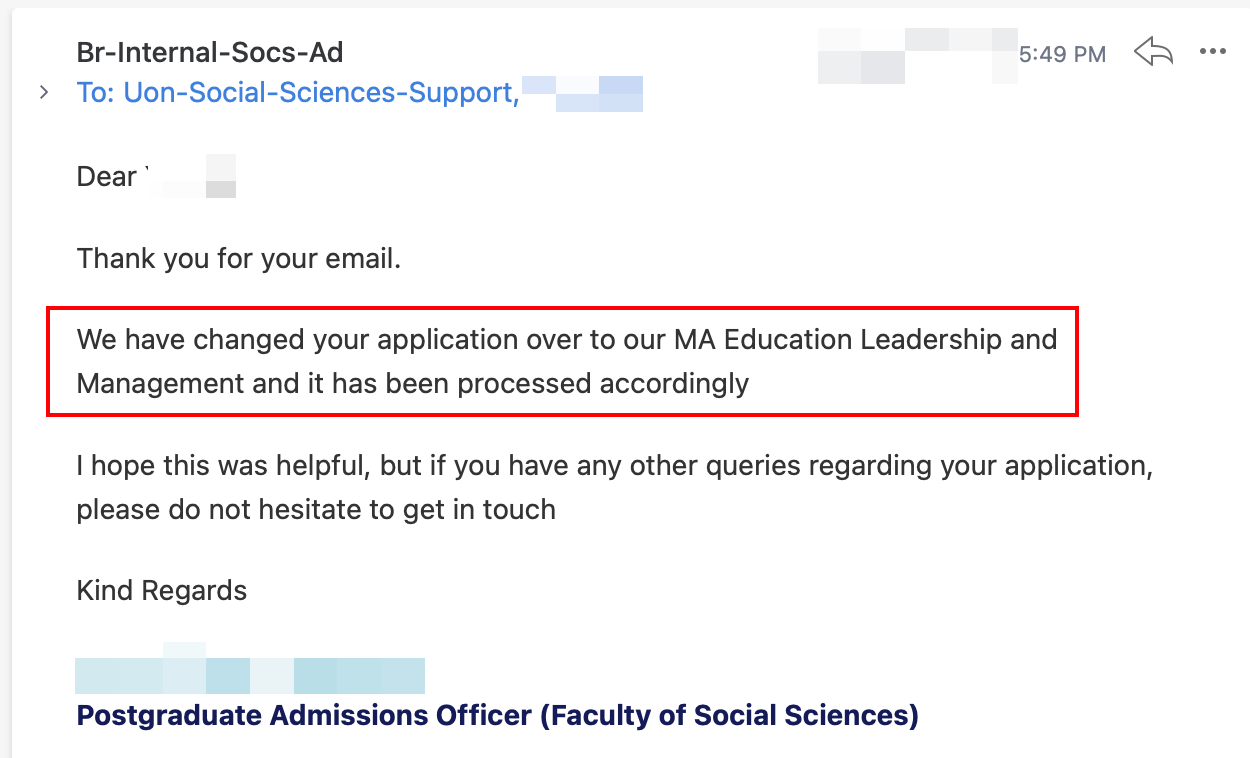 Br-Internal-Socs-Ad
5:49 PM
To: Uon-Social-Sciences-Support,
Dear
Thank you for your email.
We have changed your application over to our MA Education Leadership and
Management and it has been processed accordingly
I hope this was helpful, but if you have any other queries regarding your application,
please do not hesitate to get in touch
Kind Regards
Postgraduate Admissions Officer (Faculty of Social Sciences)